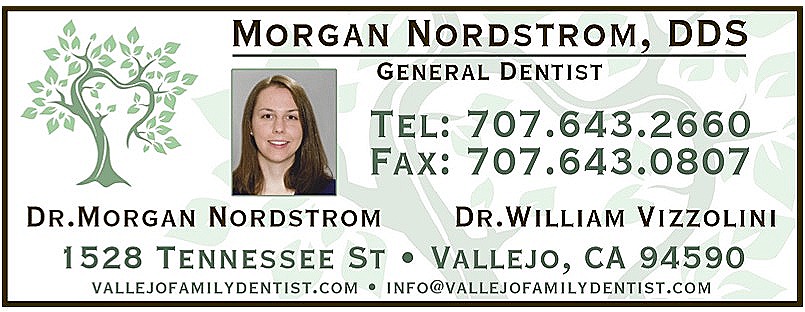 Morgan Nordstrom, DDS
General Dentist
Tel: 707.643.2660
Fax: 707.643.0807
Dr.Morgan Nordstrom Dr.William Vizzolini
1528 Tennessee St • Vallejo, CA 94590
vallejofamilydentist.com • info@vallejofamilydentist.com